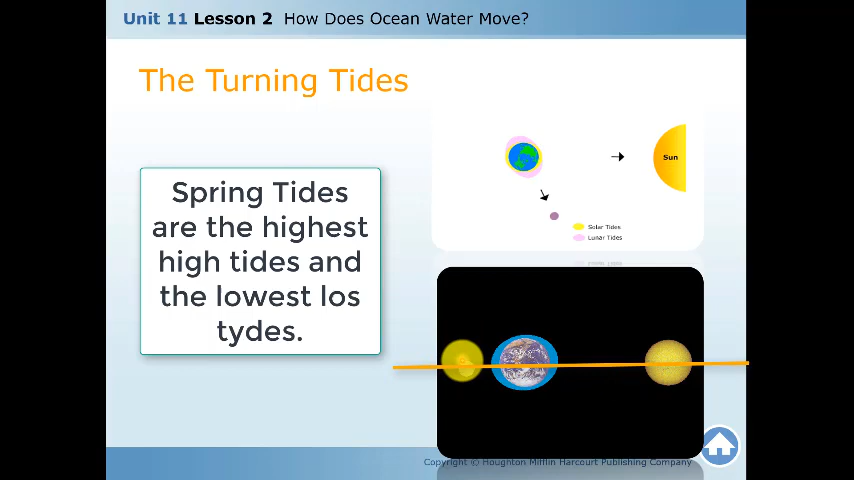 Unit 11 Lesson 2 How Does Ocean Water Move?
The Turning Tides
Spring Tides
are the highest
high tides and
the lowest los
tydes.
Sun
Solar Tides
Lunar Tides
Copyright © Houghton Mifflin Harcourt Publishing Company